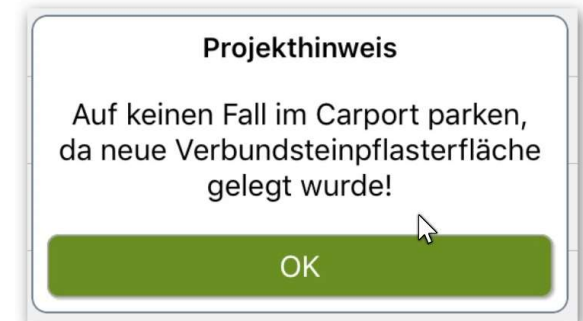 Projekthinweis
Auf keinen Fall im Carport parken,
da neue Verbundsteinpflasterfläche
gelegt wurde!
OK